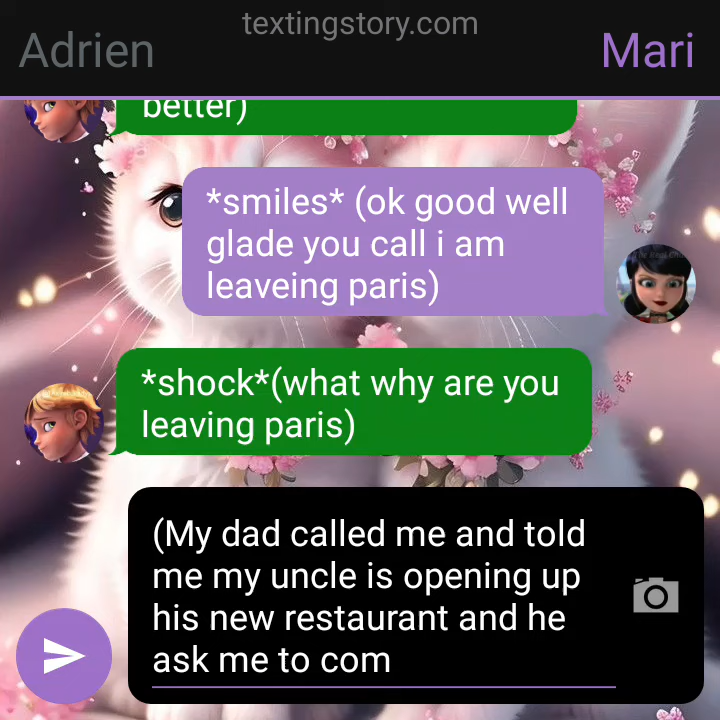 textingstory.com
Adrien
Mari
better)
*smiles* (ok good well
glade you call i am
leaveing paris)
*shock*(what why are you
leaving paris)
(My dad called me and told
me my uncle is opening up
his new restaurant and he
ask me to com